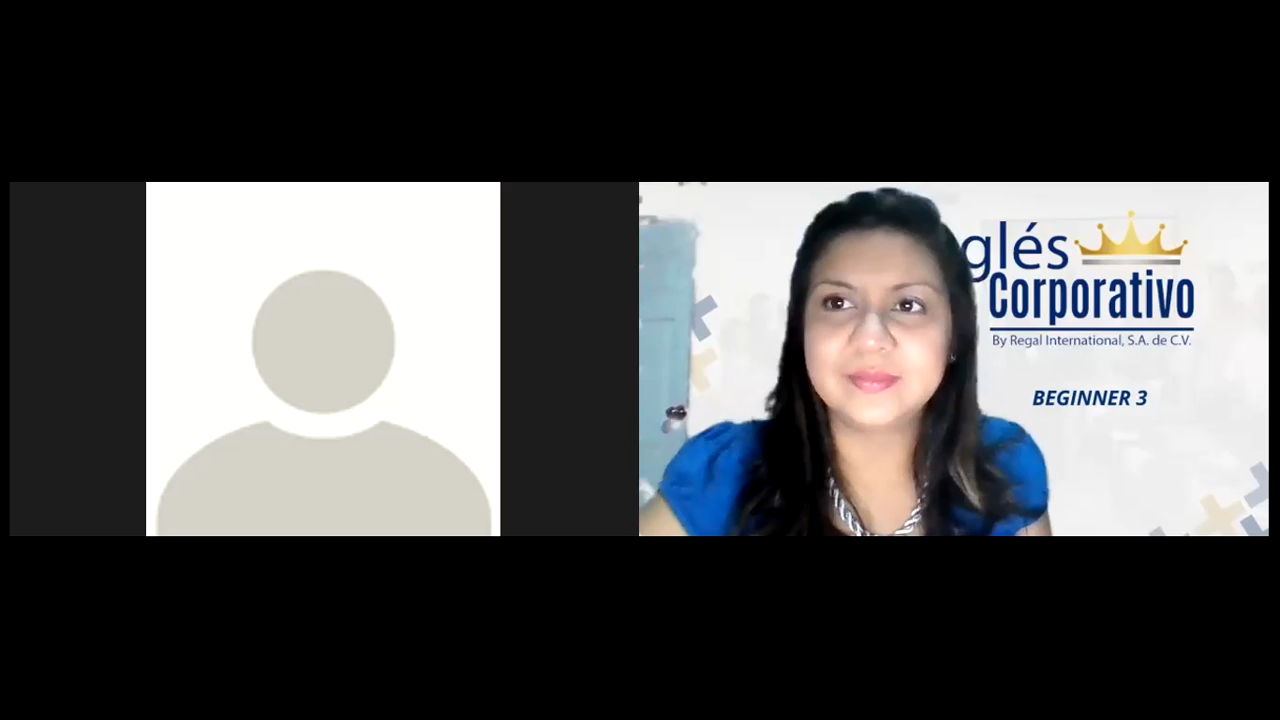 glés
Corporativo
By Regal International, S.A. de C.V.
BEGINNER 3